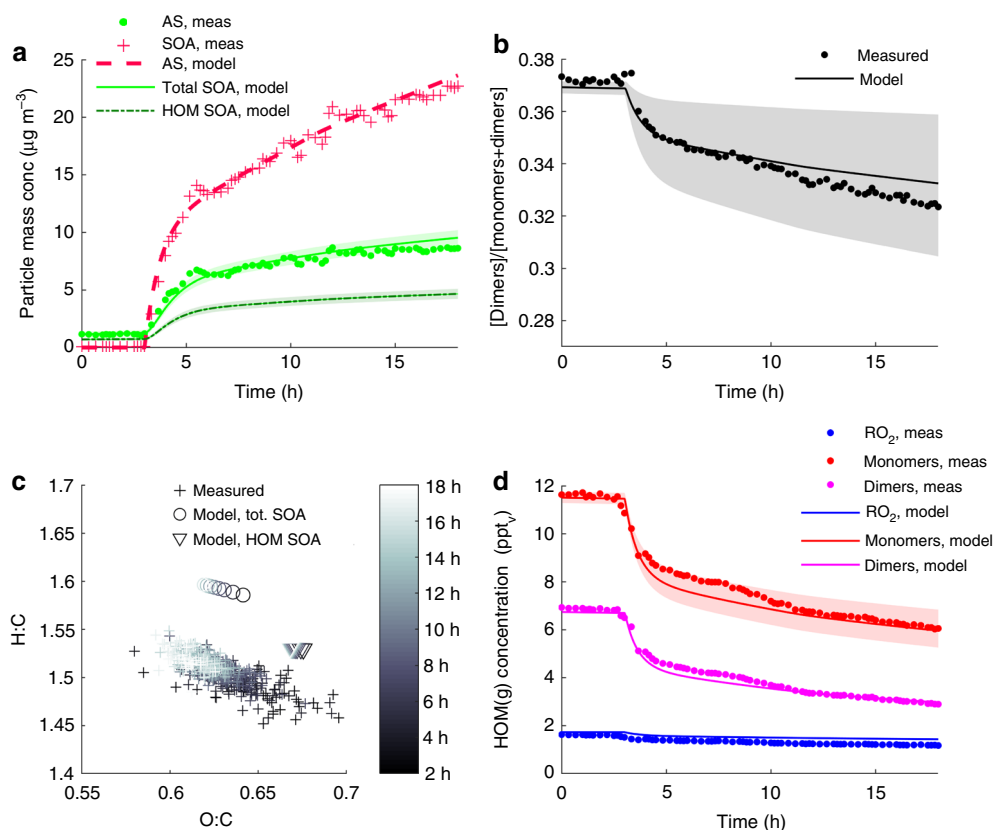 a
AS, meas
SOA, meas
AS, model
Total SOA, model
HOM SOA, model
25
20
15
10
5
0
Particle mass conc (µg m⁻³)
0
5
10
15
Time (h)
b
Measured
Model
0.38
0.36
0.34
0.32
0.3
0.28
[Dimers]/[monomers+dimers]
0
5
10
15
Time (h)
c
Measured
Model, tot. SOA
Model, HOM SOA
1.7
1.65
1.6
1.55
1.5
1.45
1.4
H:C
0.55
0.6
0.65
0.7
O:C
18 h
16 h
14 h
12 h
10 h
8 h
6 h
4 h
2 h
d
RO₂, meas
Monomers, meas
Dimers, meas
RO₂, model
Monomers, model
Dimers, model
12
10
8
6
4
2
0
HOM(g) concentration (pptᵥ)
0
5
10
15
Time (h)